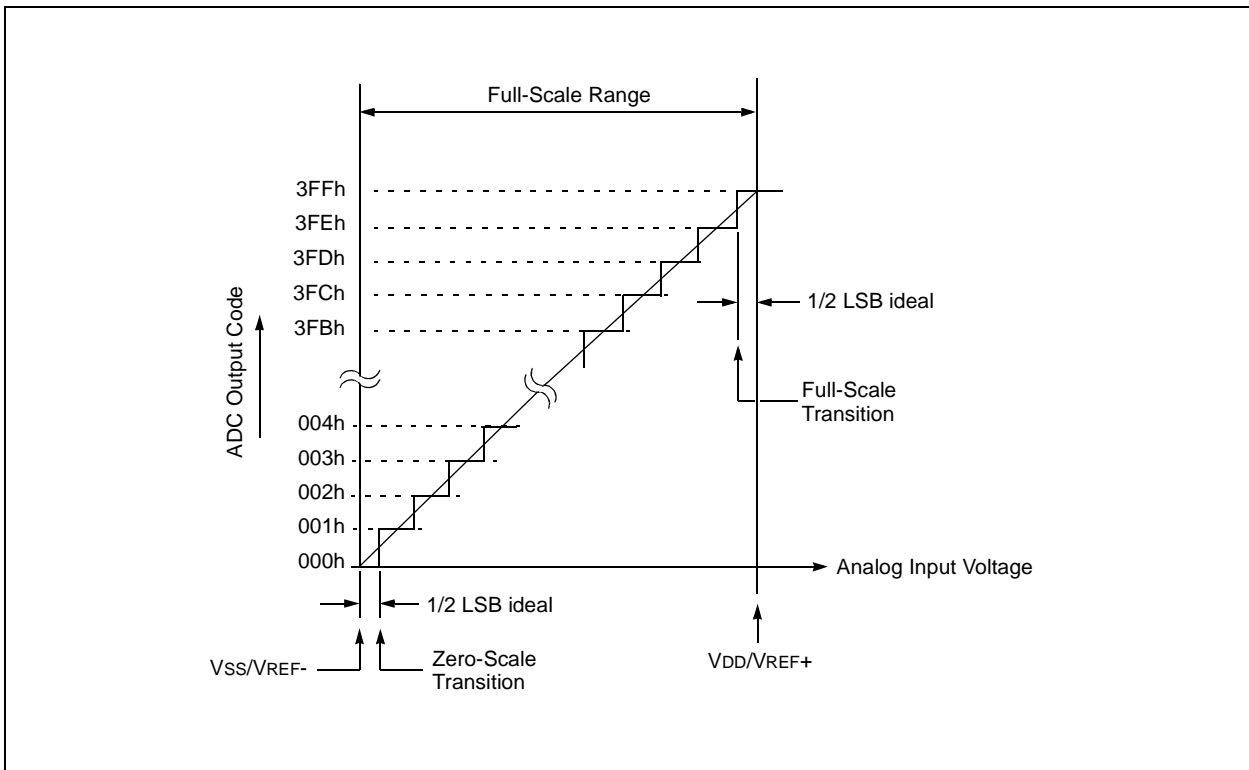 Full-Scale Range
3FFh
3FEh
3FDh
3FCh
3FBh
1/2 LSB ideal
ADC Output Code
Full-Scale
Transition
004h
003h
002h
001h
000h
Analog Input Voltage
1/2 LSB ideal
VSS/VREF-
Zero-Scale
Transition
VDD/VREF+